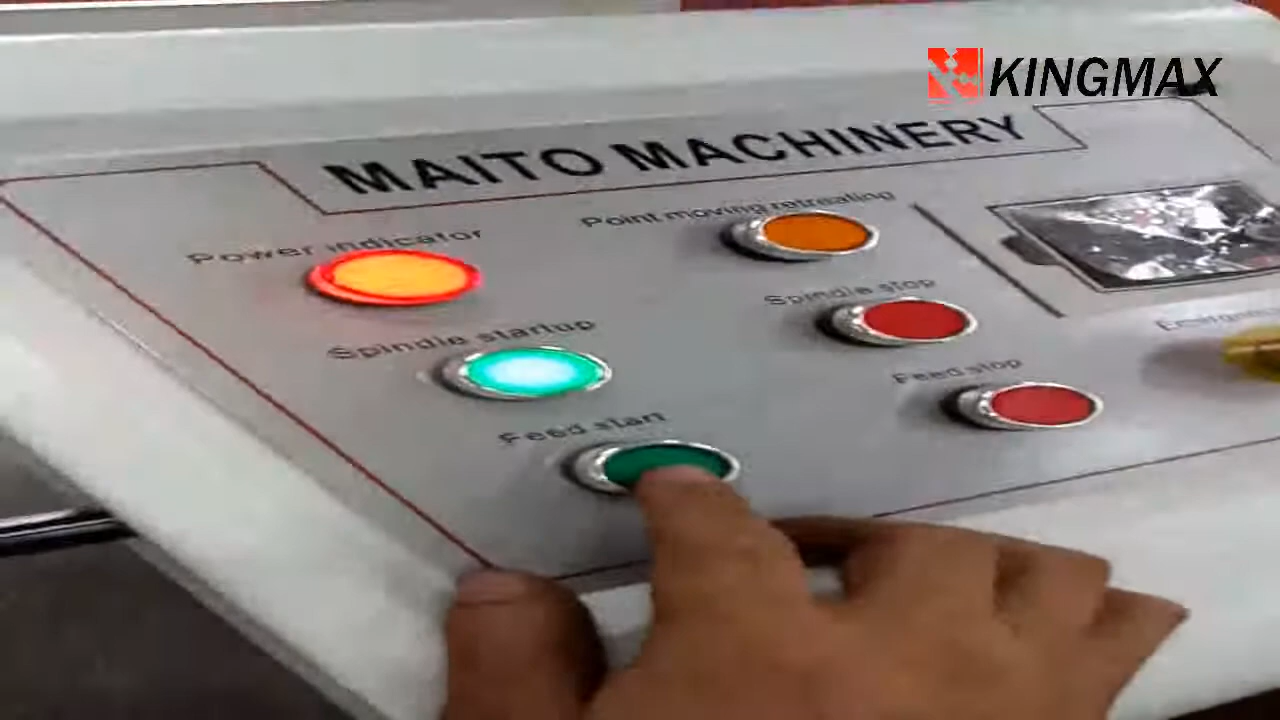 KINGMAX
MAITO MACHINERY
Point moving retreating
Power indicator
Spindle stop
Spindle startup
Feed stop
Feed start